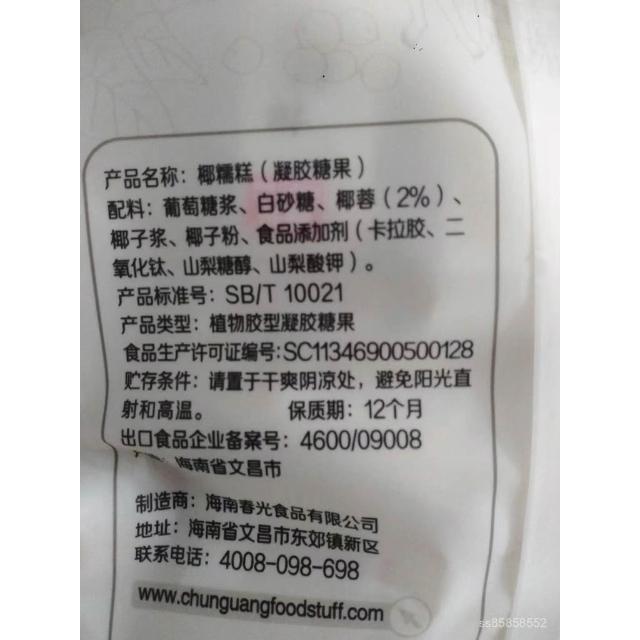 产品名称：椰糯糕（凝胶糖果）
配料：葡萄糖浆、白砂糖、椰蓉（2%）、
椰子浆、椰子粉、食品添加剂（卡拉胶、二
氧化钛、山梨糖醇、山梨酸钾）。
产品标准号：SB/T 10021
产品类型：植物胶型凝胶糖果
食品生产许可证编号:SC11346900500128
贮存条件：请置于干爽阴凉处，避免阳光直
射和高温。 保质期：12个月
出口食品企业备案号：4600/09008
海南省文昌市
制造商：海南春光食品有限公司
地址：海南省文昌市东郊镇新区
联系电话：4008-098-698
www.chunguangfoodstuff.com
ss85858552